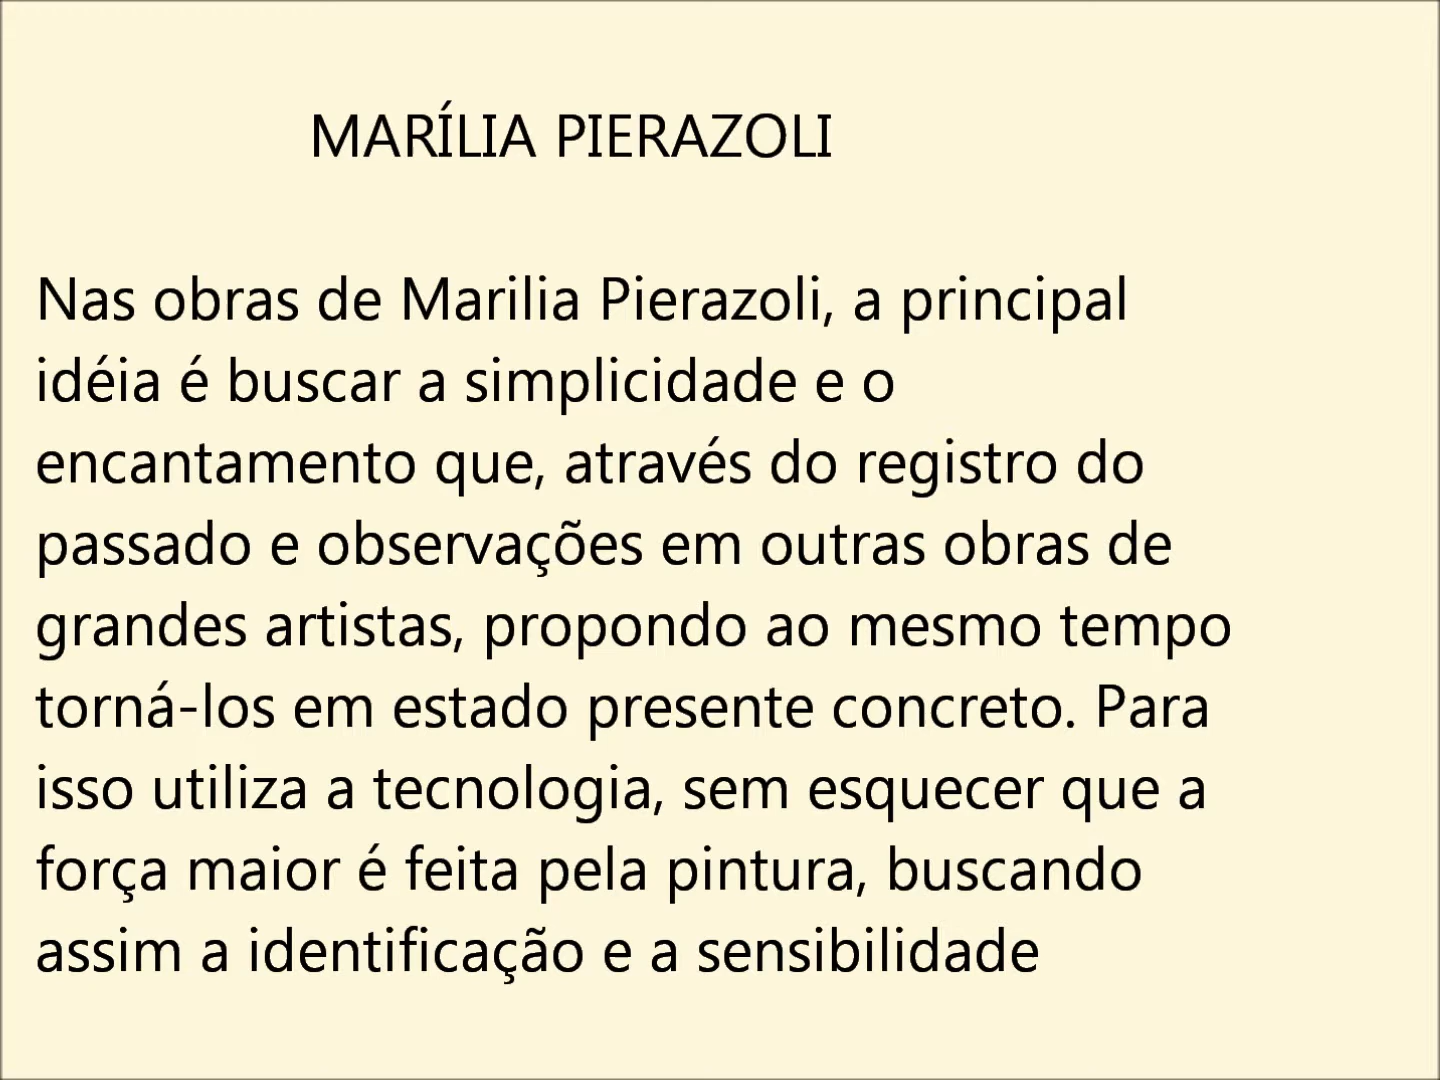 MARÍLIA PIERAZOLI
Nas obras de Marilia Pierazoli, a principal
idéia é buscar a simplicidade e o
encantamento que, através do registro do
passado e observações em outras obras de
grandes artistas, propondo ao mesmo tempo
torná-los em estado presente concreto. Para
isso utiliza a tecnologia, sem esquecer que a
força maior é feita pela pintura, buscando
assim a identificação e a sensibilidade